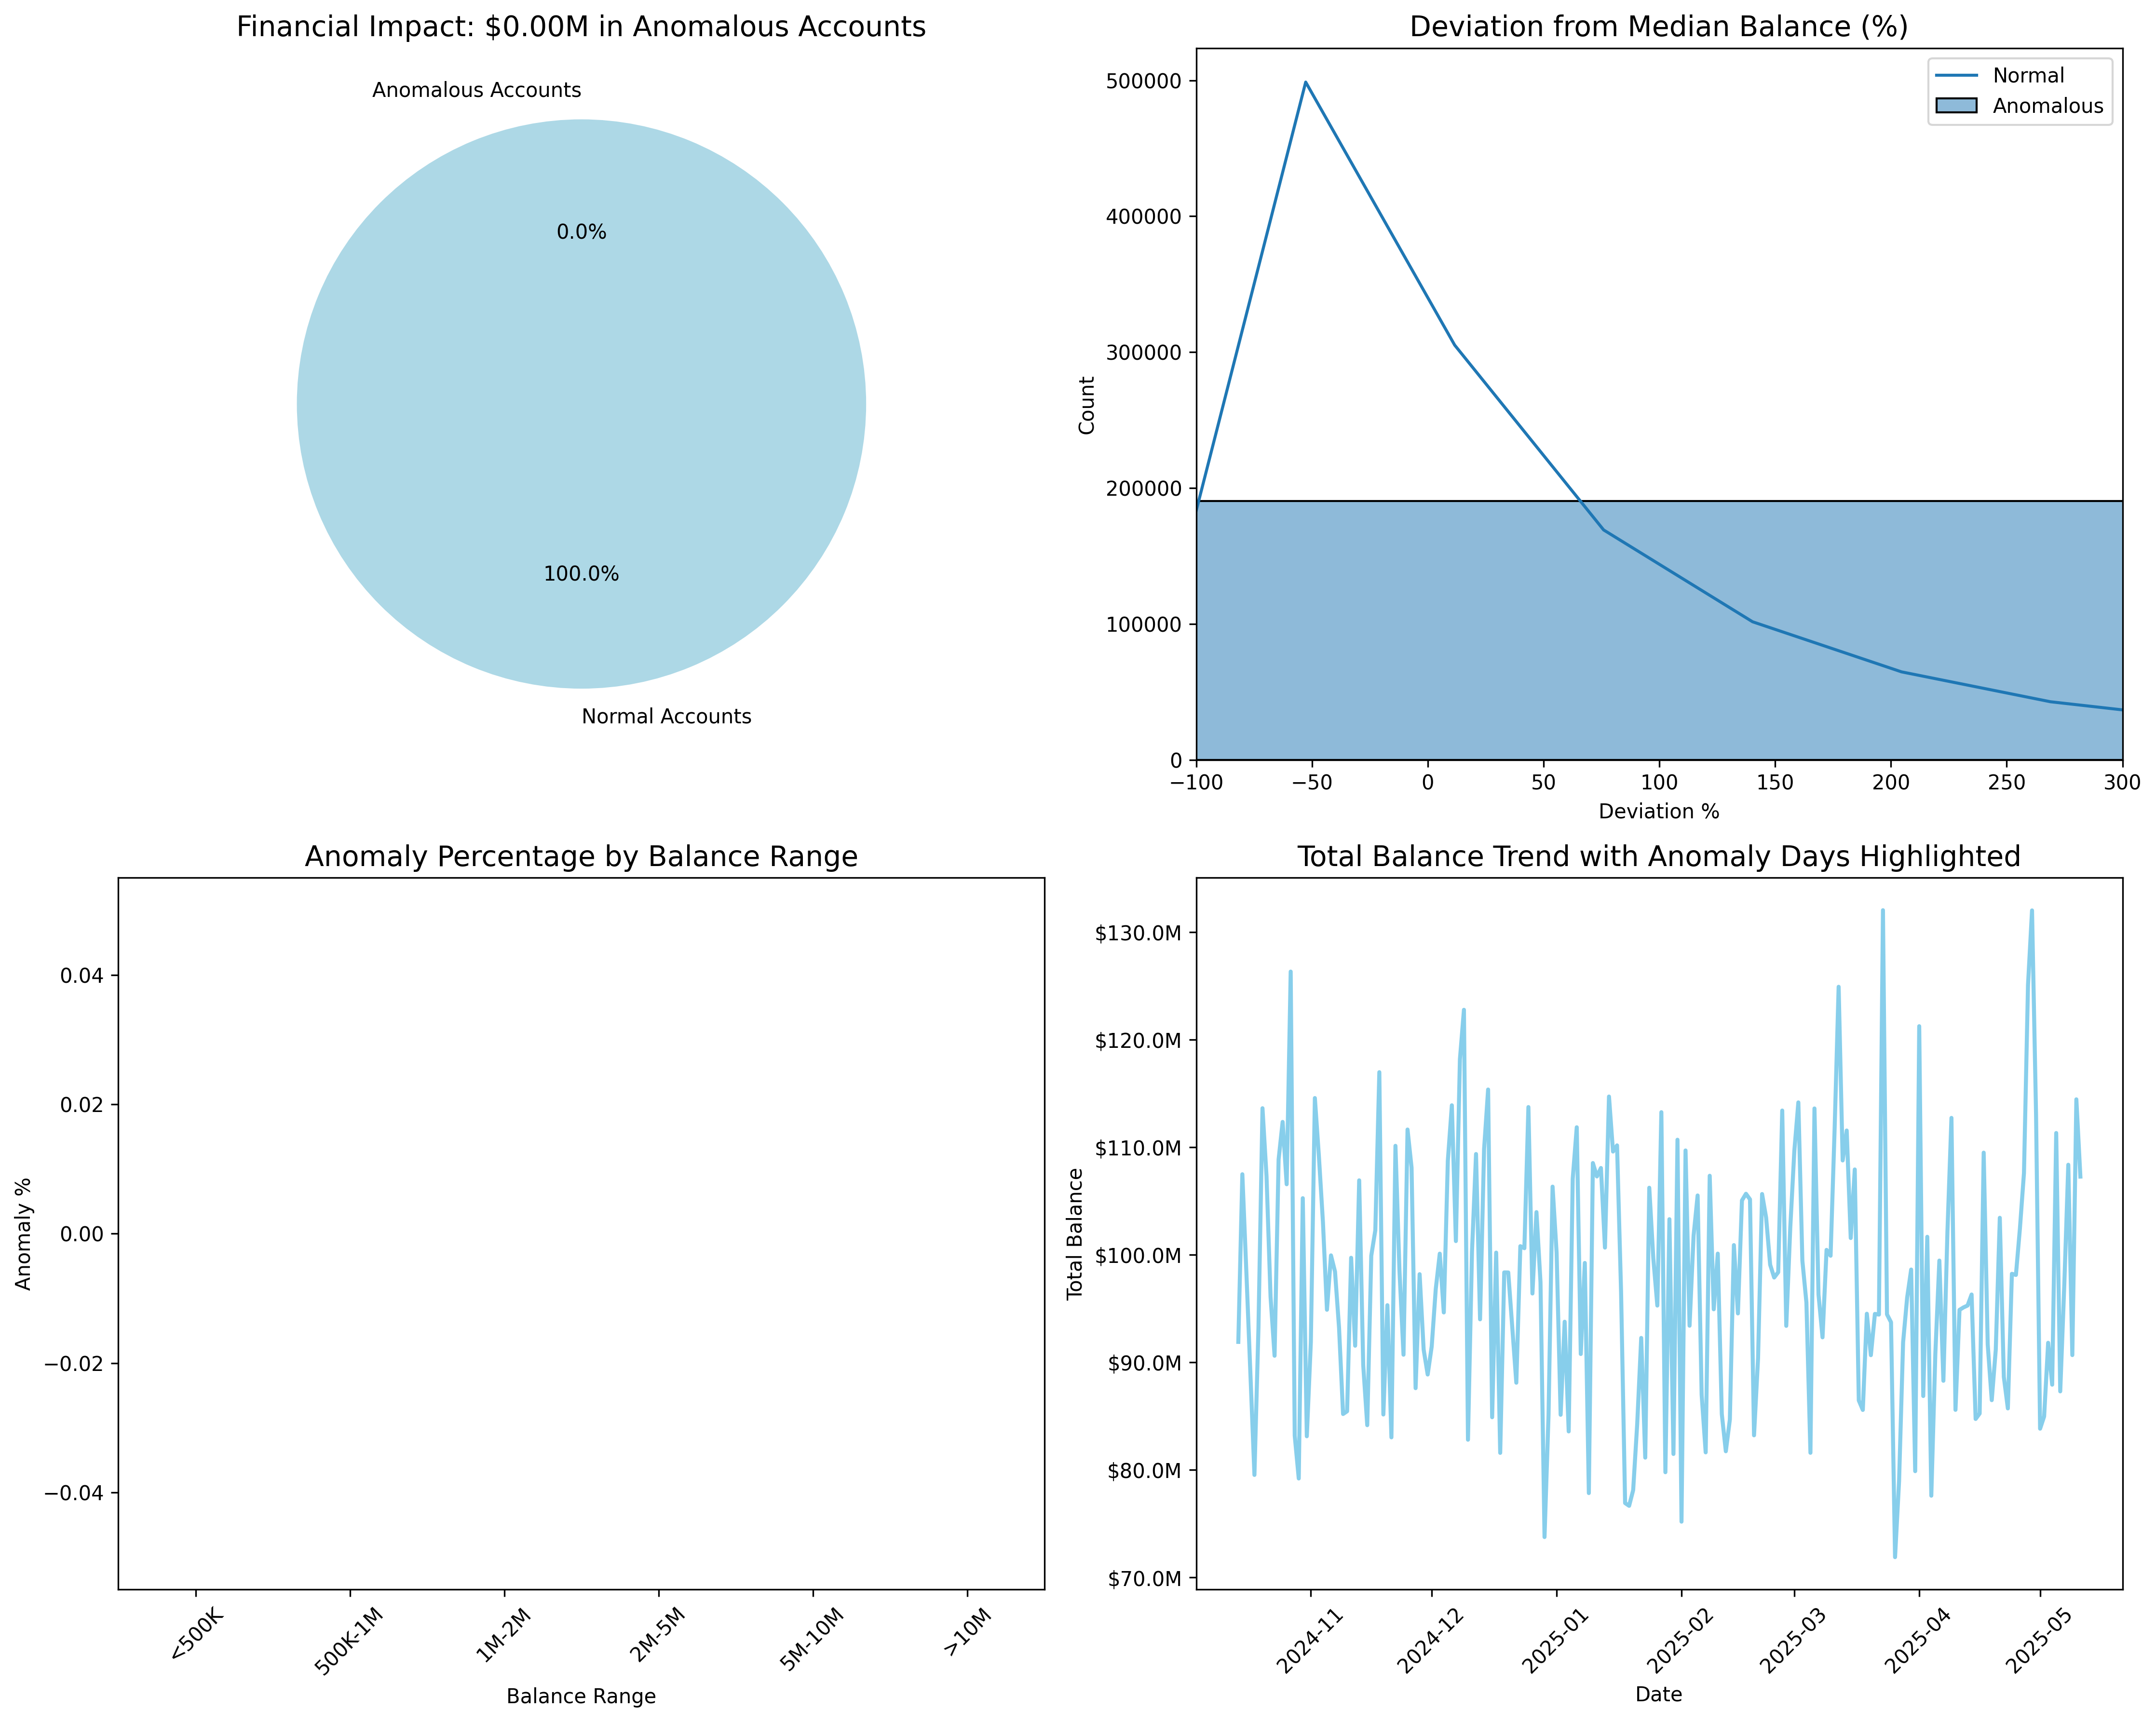 Financial Impact: $0.00M in Anomalous Accounts
Anomalous Accounts
0.0%
100.0%
Normal Accounts
Deviation from Median Balance (%)
Normal
Anomalous
500000
400000
300000
200000
100000
0
Count
−100 −50 0 50 100 150 200 250 300
Deviation %
Anomaly Percentage by Balance Range
0.04
0.02
0.00
−0.02
−0.04
Anomaly %
<500K 500K-1M 1M-2M 2M-5M 5M-10M >10M
Balance Range
Total Balance Trend with Anomaly Days Highlighted
$130.0M
$120.0M
$110.0M
$100.0M
$90.0M
$80.0M
$70.0M
Total Balance
2024-11 2024-12 2025-01 2025-02 2025-03 2025-04 2025-05
Date